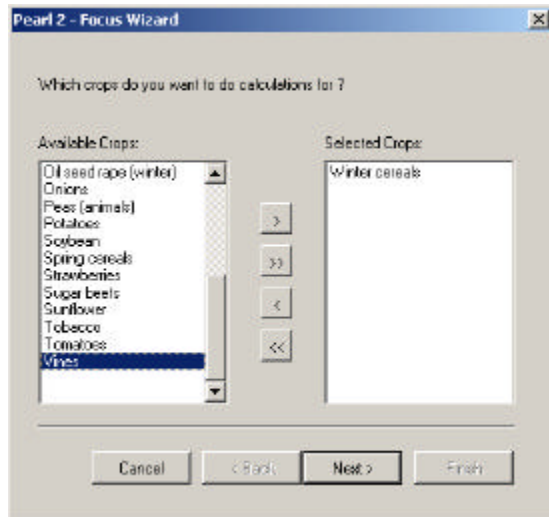 Pearl 2 - Focus Wizard
Which crops do you want to do calculations for ?
Available Crops:
Selected Crops:
Oil seed rape (winter)
Onions
Peas (animals)
Potatoes
Soybean
Spring cereals
Strawberries
Sugar beets
Sunflower
Tobacco
Tomatoes
Vines
Winter cereals
>
>>
<
<<
Cancel
< Back
Next >
Finish